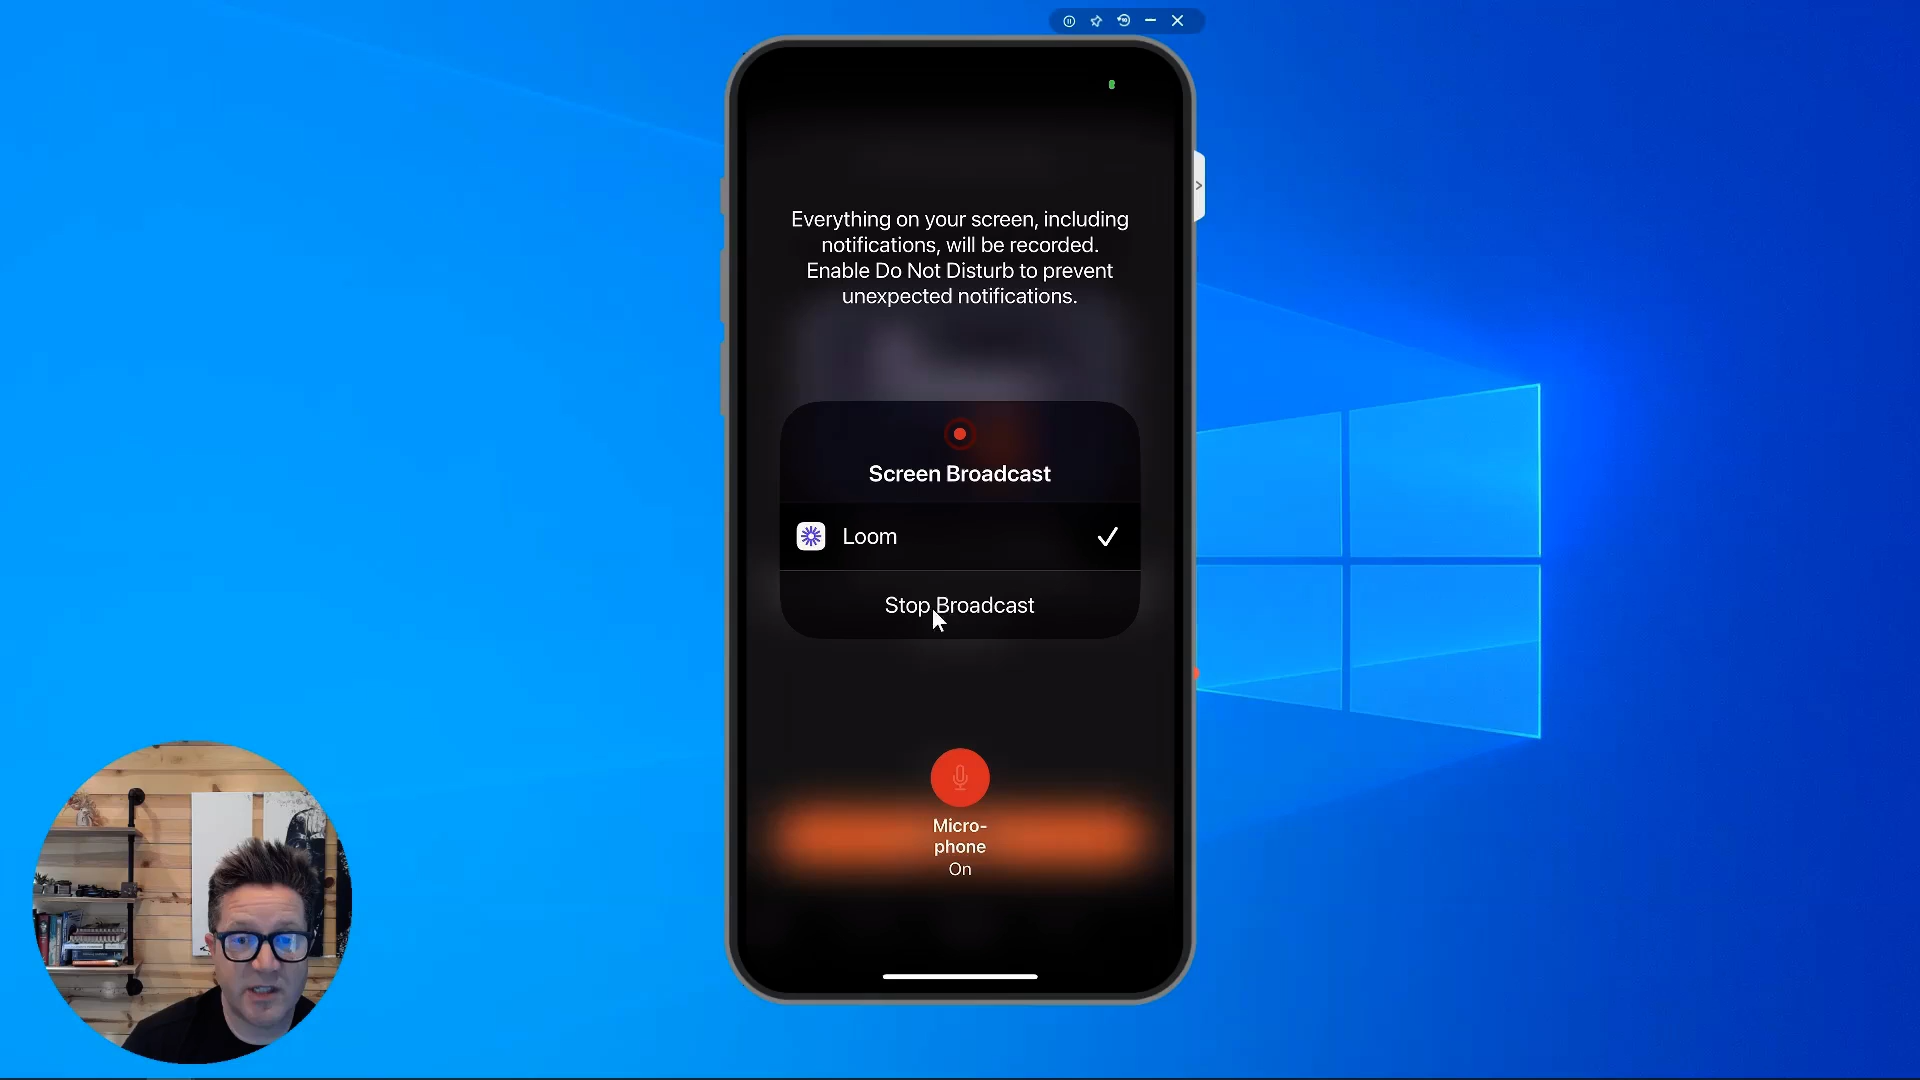 Everything on your screen, including
notifications, will be recorded.
Enable Do Not Disturb to prevent
unexpected notifications.
Screen Broadcast
Loom
Stop Broadcast
Micro-
phone
On